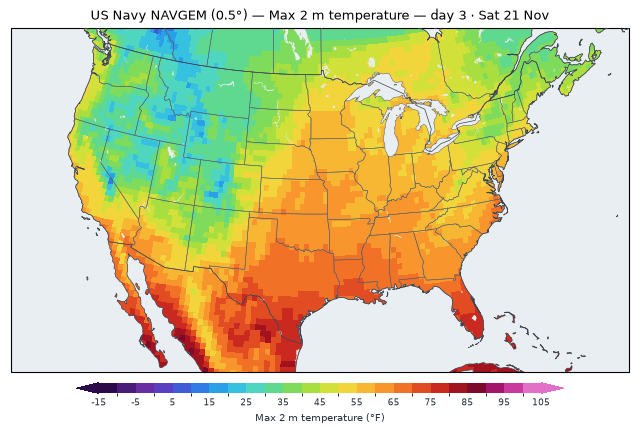 US Navy NAVGEM (0.5°) — Max 2 m temperature — day 3 · Sat 21 Nov
-15 -5 5 15 25 35 45 55 65 75 85 95 105
Max 2 m temperature (°F)